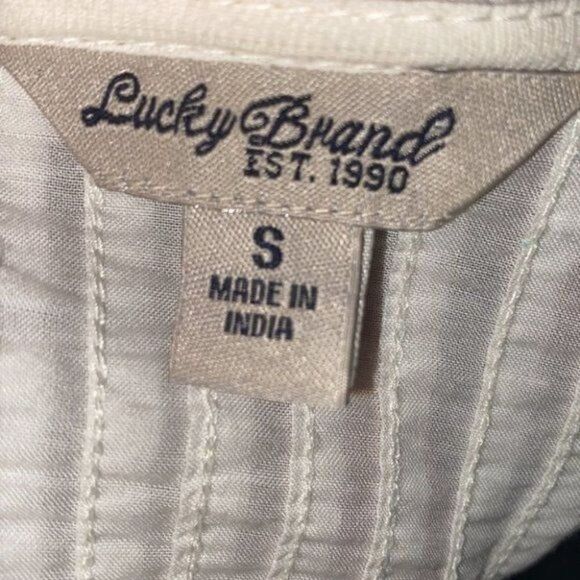 Lucky Brand
EST. 1990
S
MADE IN
INDIA